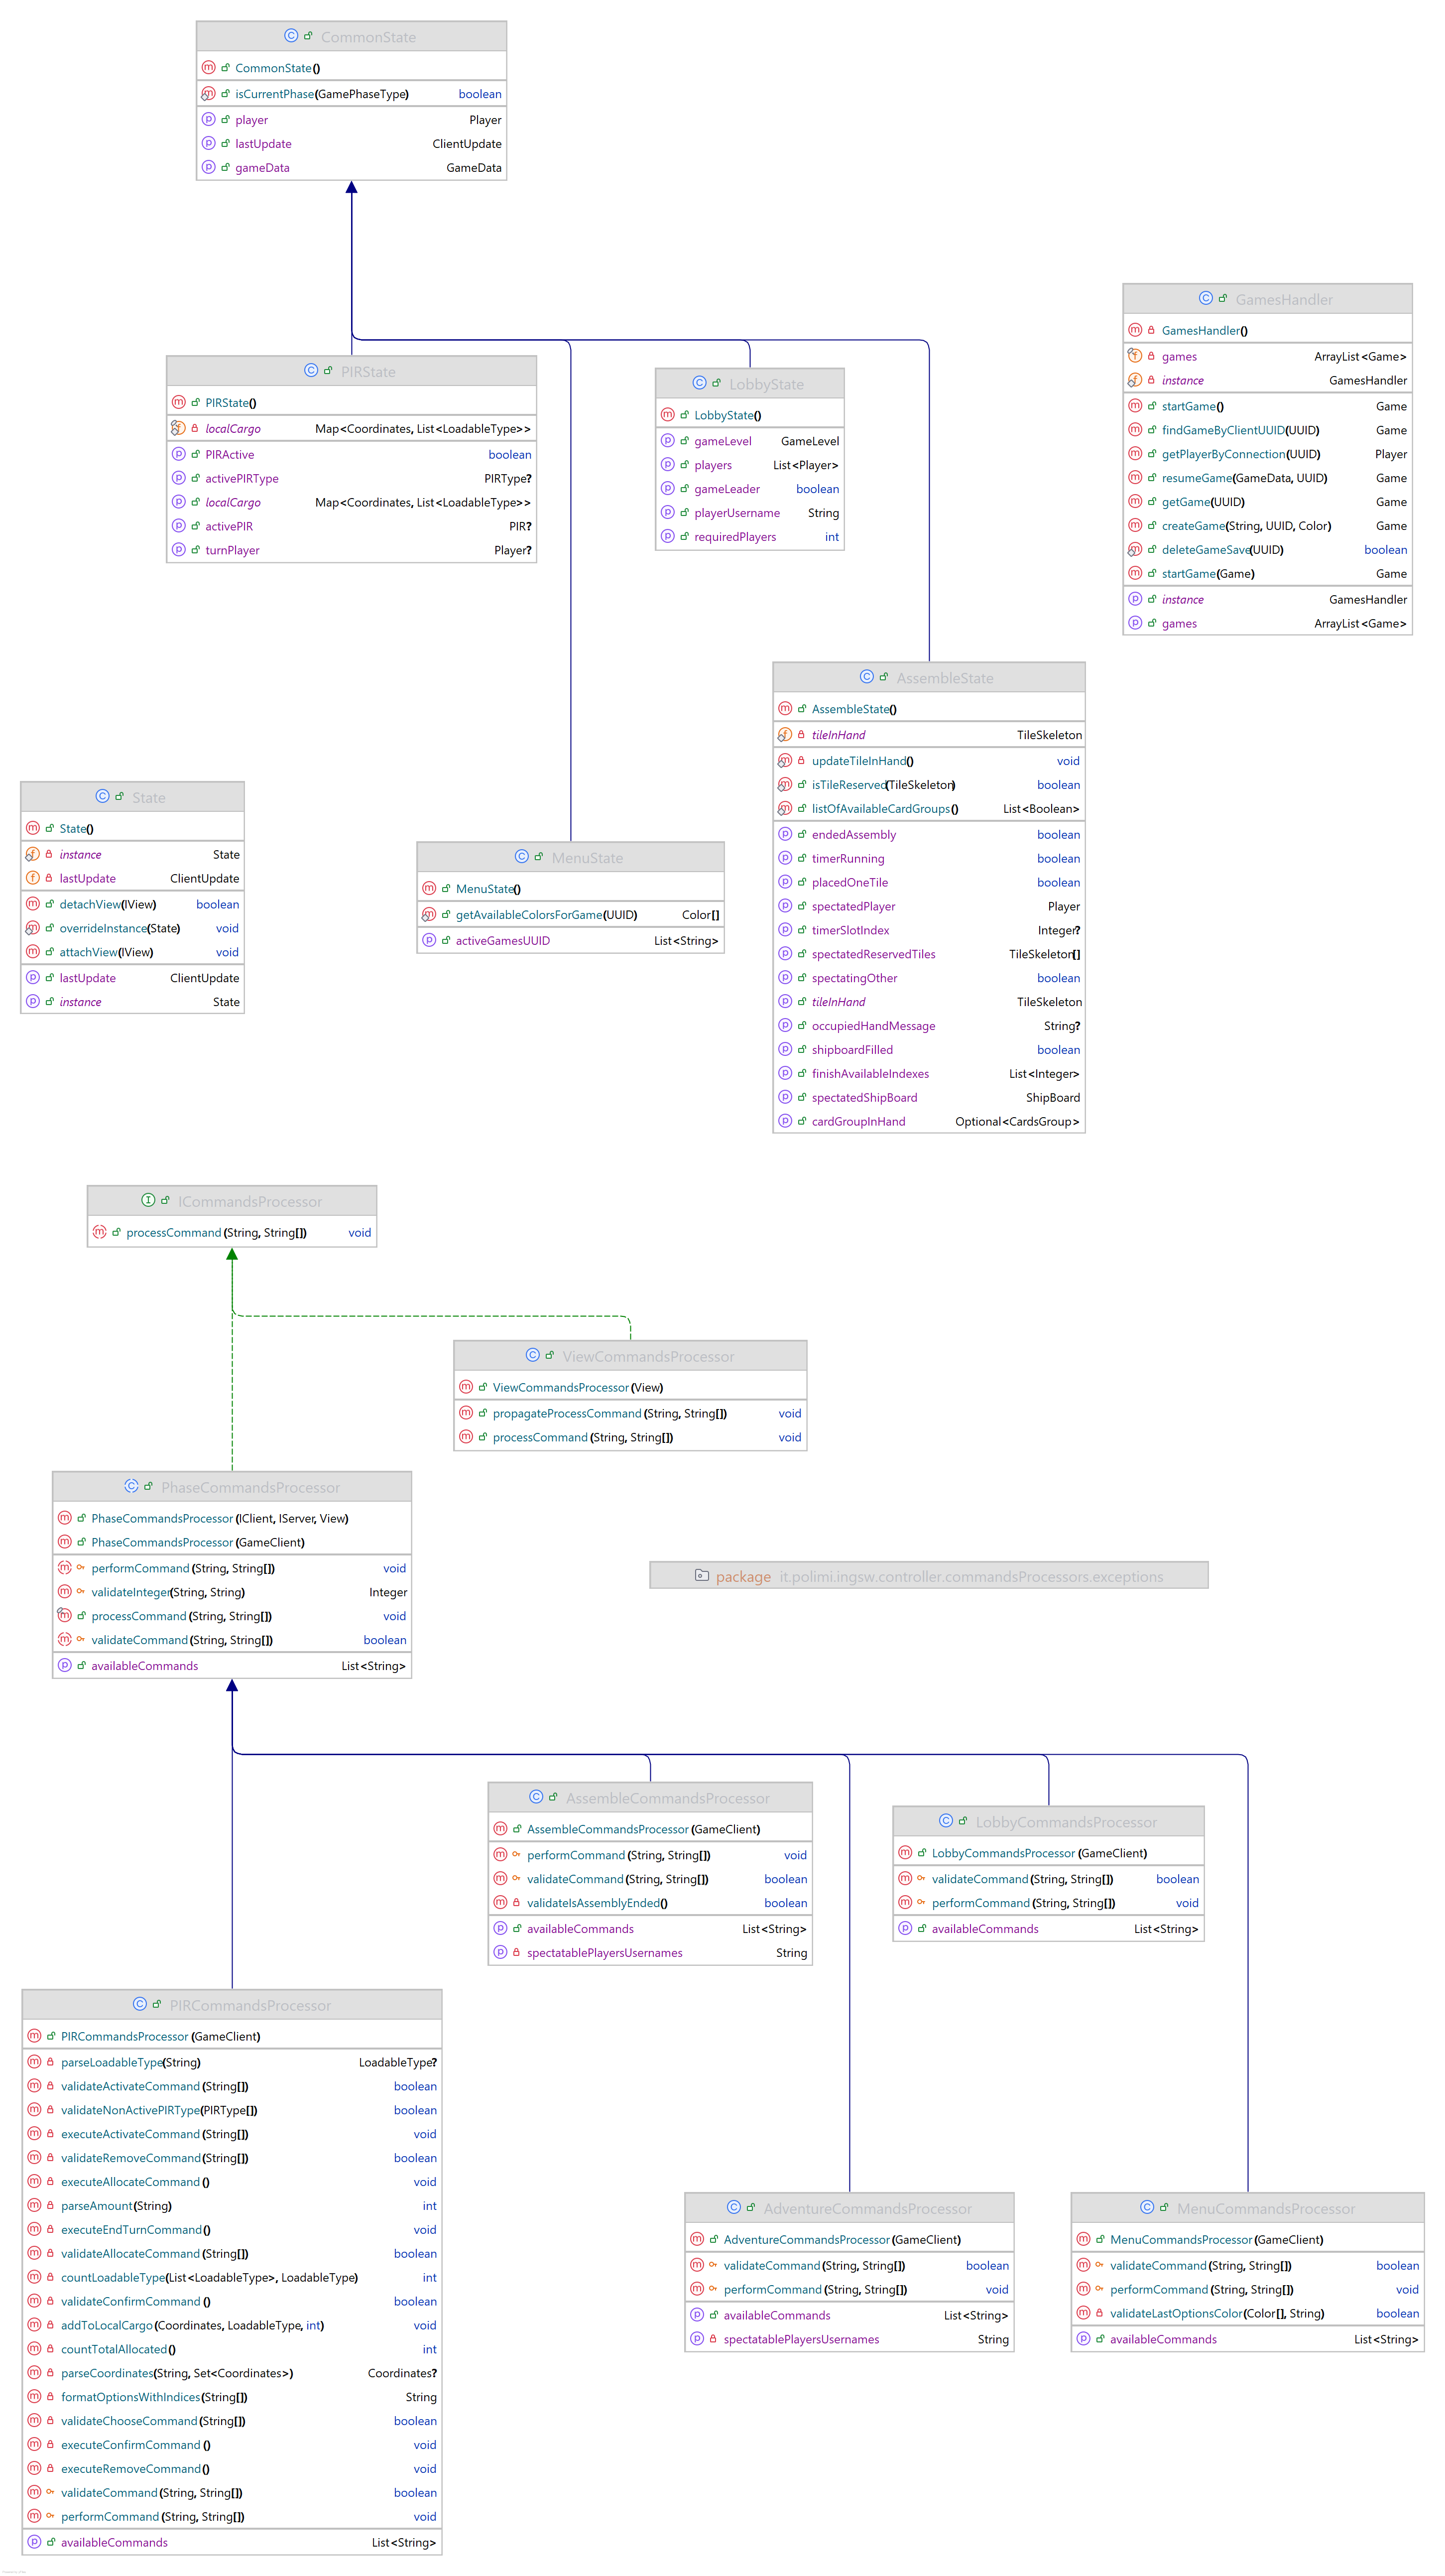 CommonState
CommonState()
isCurrentPhase(GamePhaseType) boolean
player Player
lastUpdate ClientUpdate
gameData GameData
GamesHandler
GamesHandler()
games ArrayList<Game>
instance GamesHandler
startGame() Game
findGameByClientUUID(UUID) Game
getPlayerByConnection(UUID) Player
resumeGame(GameData, UUID) Game
getGame(UUID) Game
createGame(String, UUID, Color) Game
deleteGameSave(UUID) boolean
startGame(Game) Game
instance GamesHandler
games ArrayList<Game>
PIRState
PIRState()
localCargo Map<Coordinates, List<LoadableType>>
PIRActive boolean
activePIRType PIRType?
localCargo Map<Coordinates, List<LoadableType>>
activePIR PIR?
turnPlayer Player?
LobbyState
LobbyState()
gameLevel GameLevel
players List<Player>
gameLeader boolean
playerUsername String
requiredPlayers int
AssembleState
AssembleState()
tileInHand TileSkeleton
updateTileInHand() void
isTileReserved(TileSkeleton) boolean
listOfAvailableCardGroups() List<Boolean>
endedAssembly boolean
timerRunning boolean
placedOneTile boolean
spectatedPlayer Player
timerSlotIndex Integer?
spectatedReservedTiles TileSkeleton[]
spectatingOther boolean
tileInHand TileSkeleton
occupiedHandMessage String?
shipboardFilled boolean
finishAvailableIndexes List<Integer>
spectatedShipBoard ShipBoard
cardGroupInHand Optional<CardsGroup>
State
State()
instance State
lastUpdate ClientUpdate
detachView(IView) boolean
overrideInstance(State) void
attachView(IView) void
lastUpdate ClientUpdate
instance State
MenuState
MenuState()
getAvailableColorsForGame(UUID) Color[]
activeGamesUUID List<String>
ICommandsProcessor
processCommand(String, String[]) void
ViewCommandsProcessor
ViewCommandsProcessor(View)
propagateProcessCommand(String, String[]) void
processCommand(String, String[]) void
PhaseCommandsProcessor
PhaseCommandsProcessor(IClient, IServer, View)
PhaseCommandsProcessor(GameClient)
performCommand(String, String[]) void
validateInteger(String, String) Integer
processCommand(String, String[]) void
validateCommand(String, String[]) boolean
availableCommands List<String>
package it.polimi.ingsw.controller.commandsProcessors.exceptions
AssembleCommandsProcessor
AssembleCommandsProcessor(GameClient)
performCommand(String, String[]) void
validateCommand(String, String[]) boolean
validateIsAssemblyEnded() boolean
availableCommands List<String>
spectatablePlayersUsernames String
LobbyCommandsProcessor
LobbyCommandsProcessor(GameClient)
validateCommand(String, String[]) boolean
performCommand(String, String[]) void
availableCommands List<String>
PIRCommandsProcessor
PIRCommandsProcessor(GameClient)
parseLoadableType(String) LoadableType?
validateActivateCommand(String[]) boolean
validateNonActivePIRType(PIRType[]) boolean
executeActivateCommand(String[]) void
validateRemoveCommand(String[]) boolean
executeAllocateCommand() void
parseAmount(String) int
executeEndTurnCommand() void
validateAllocateCommand(String[]) boolean
countLoadableType(List<LoadableType>, LoadableType) int
validateConfirmCommand() boolean
addToLocalCargo(Coordinates, LoadableType, int) void
countTotalAllocated() int
parseCoordinates(String, Set<Coordinates>) Coordinates?
formatOptionsWithIndices(String[]) String
validateChooseCommand(String[]) boolean
executeConfirmCommand() void
executeRemoveCommand() void
validateCommand(String, String[]) boolean
performCommand(String, String[]) void
availableCommands List<String>
AdventureCommandsProcessor
AdventureCommandsProcessor(GameClient)
validateCommand(String, String[]) boolean
performCommand(String, String[]) void
availableCommands List<String>
spectatablePlayersUsernames String
MenuCommandsProcessor
MenuCommandsProcessor(GameClient)
validateCommand(String, String[]) boolean
performCommand(String, String[]) void
validateLastOptionsColor(Color[], String) boolean
availableCommands List<String>